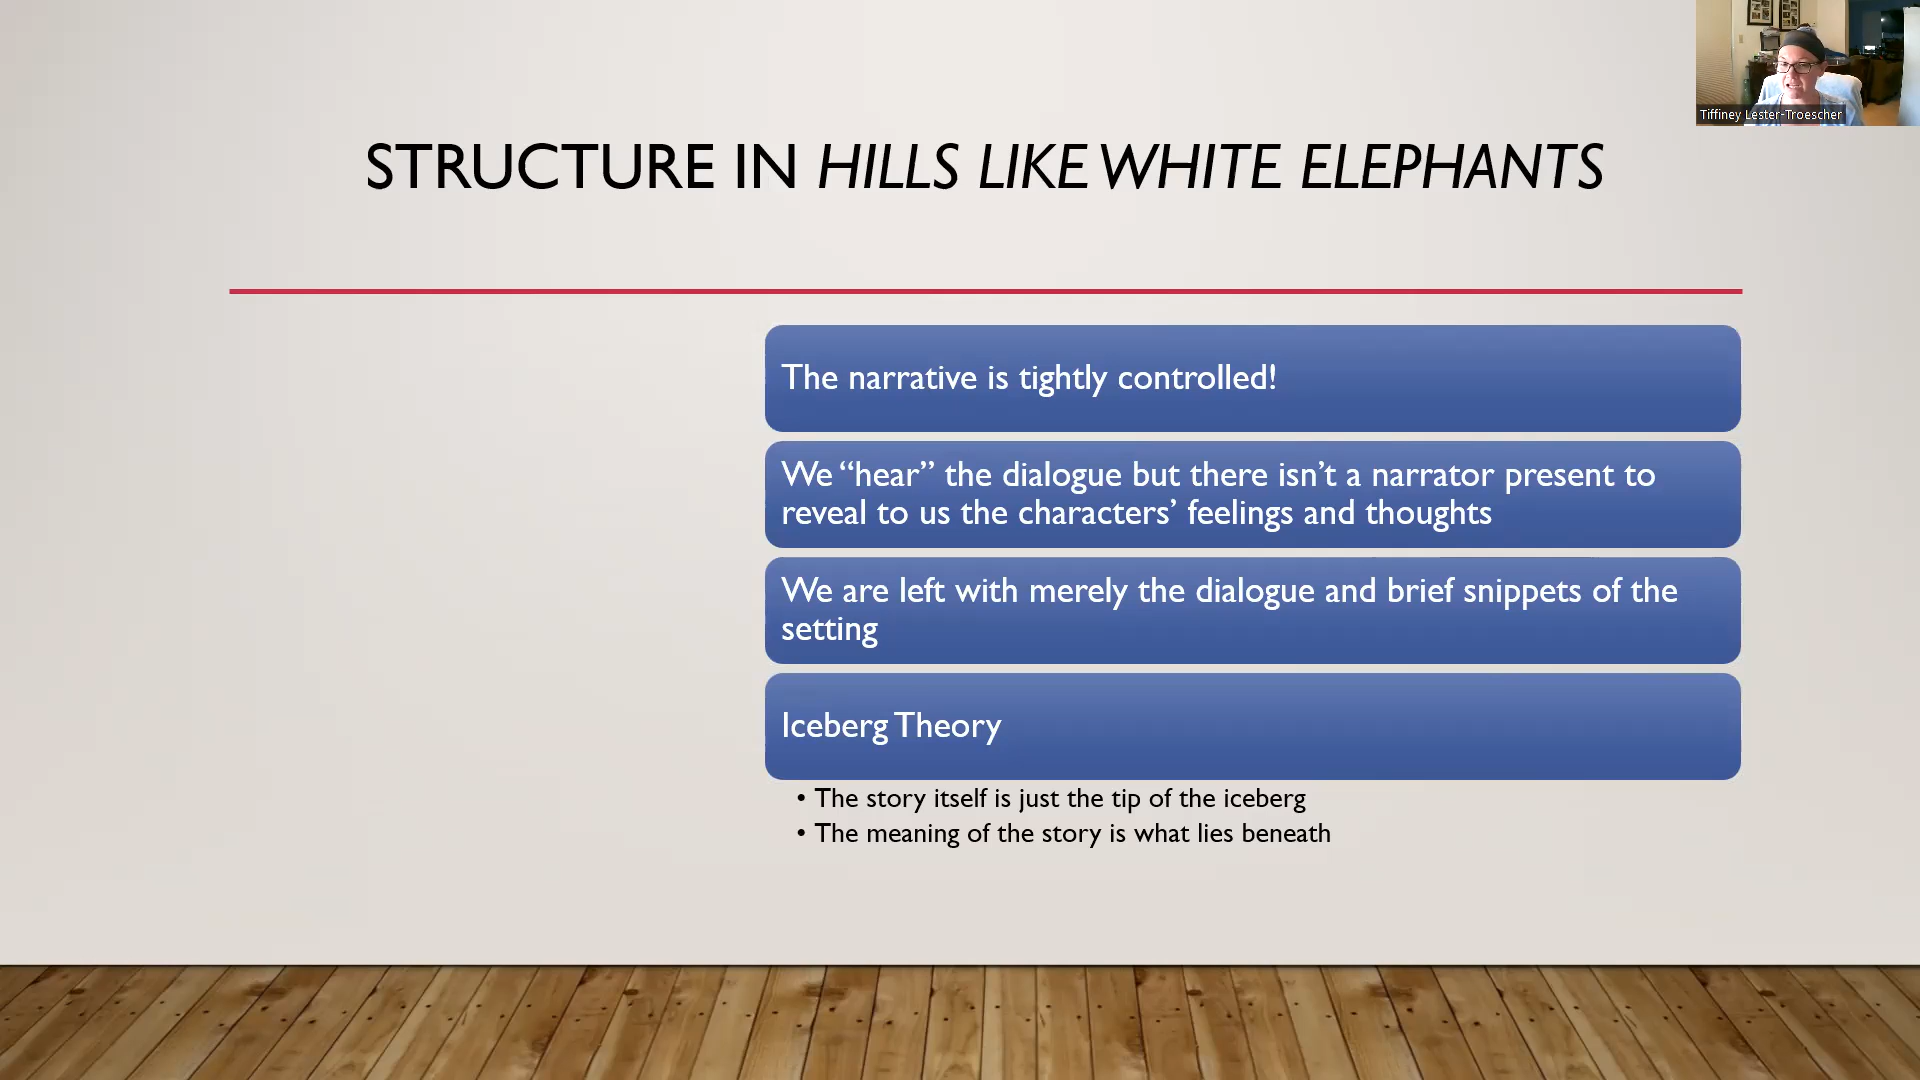 STRUCTURE IN HILLS LIKE WHITE ELEPHANTS
Tiffiney Lester-Troescher
The narrative is tightly controlled!
We “hear” the dialogue but there isn’t a narrator present to
reveal to us the characters’ feelings and thoughts
We are left with merely the dialogue and brief snippets of the
setting
Iceberg Theory
• The story itself is just the tip of the iceberg
• The meaning of the story is what lies beneath